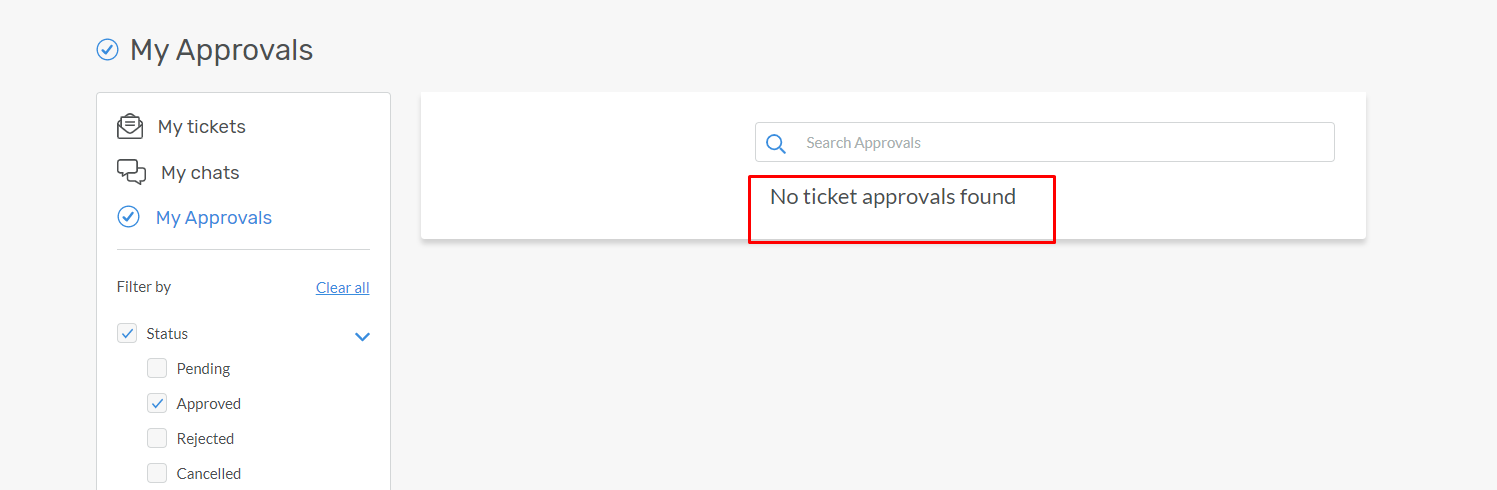 My Approvals
My tickets
My chats
My Approvals
Filter by
Clear all
Status
Pending
Approved
Rejected
Cancelled
Search Approvals
No ticket approvals found